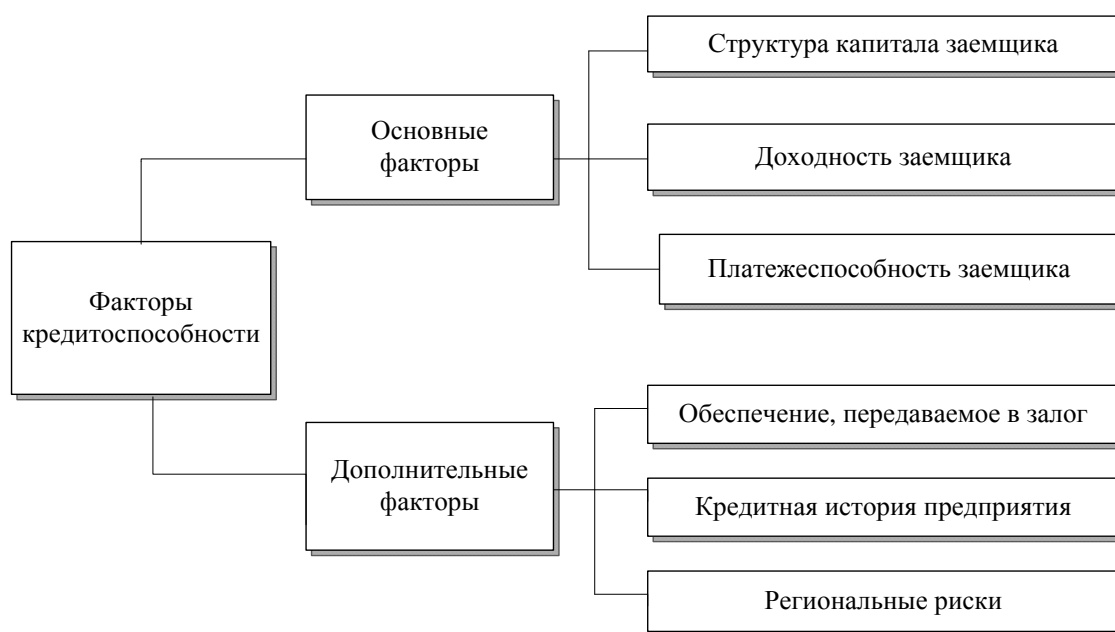 Факторы
кредитоспособности
Основные
факторы
Структура капитала заемщика
Доходность заемщика
Платежеспособность заемщика
Дополнительные
факторы
Обеспечение, передаваемое в залог
Кредитная история предприятия
Региональные риски